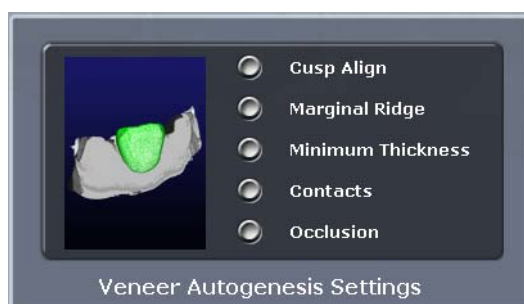 Cusp Align
Marginal Ridge
Minimum Thickness
Contacts
Occlusion
Veneer Autogenesis Settings